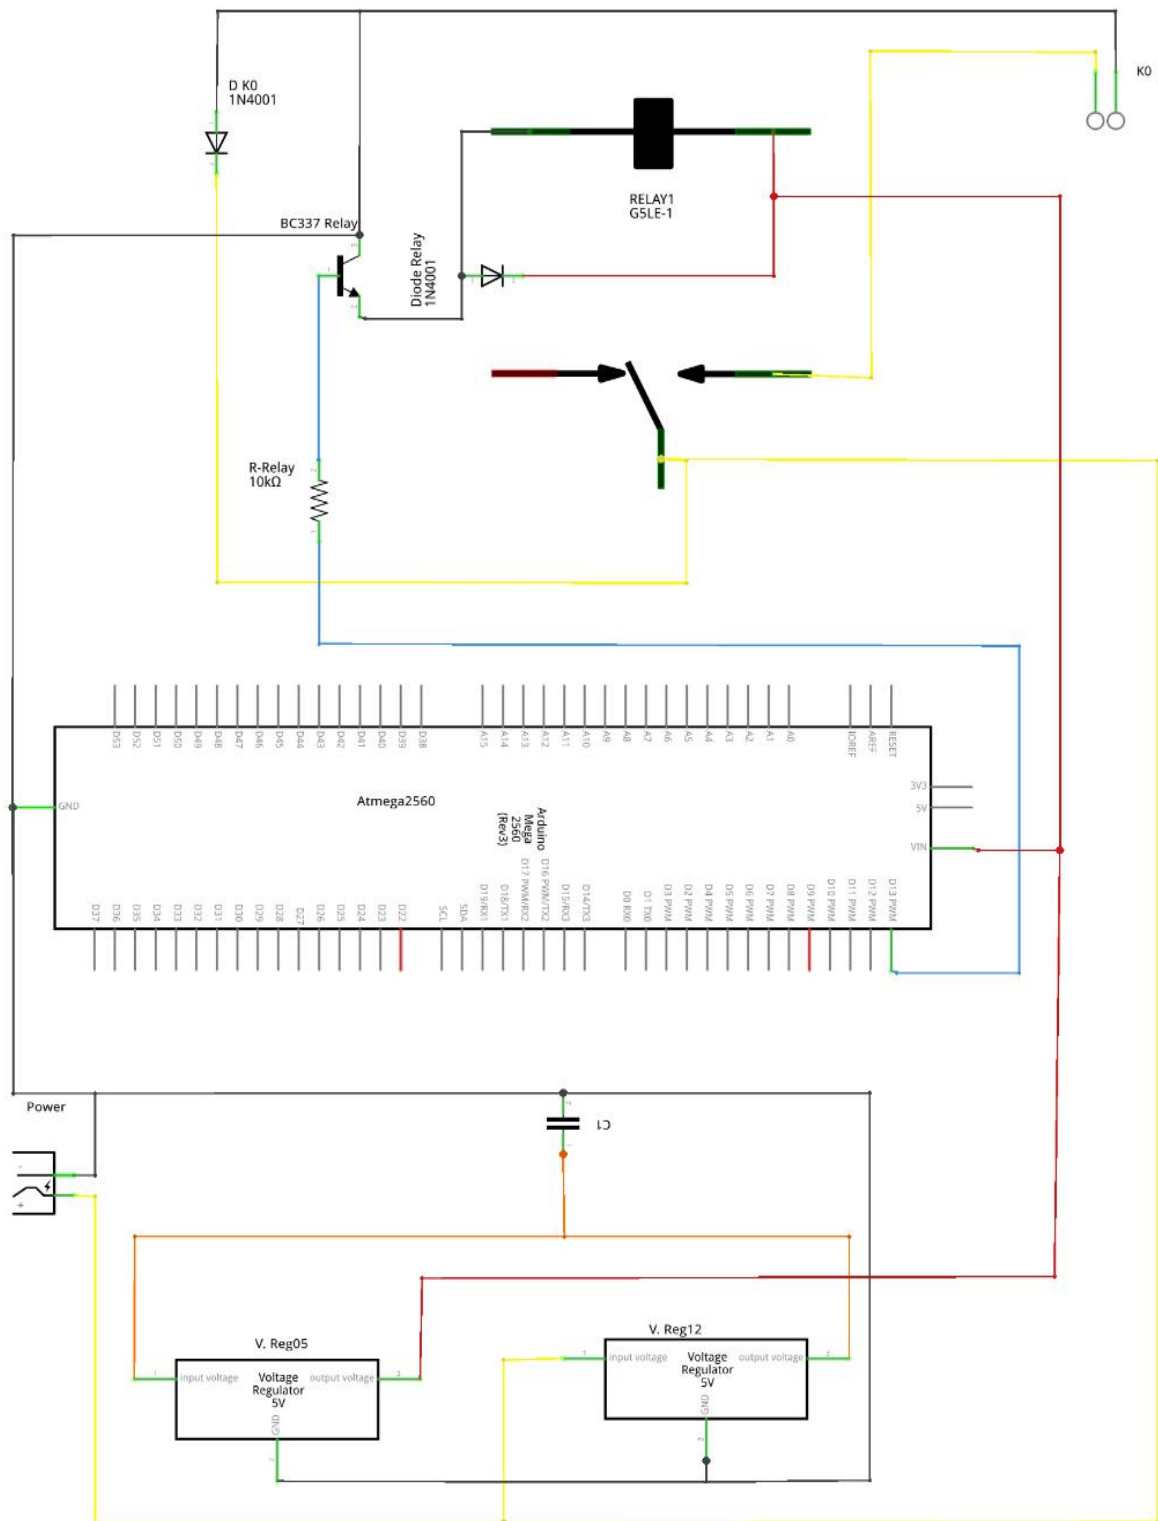 D K0
1N4001
K0
RELAY1
G5LE-1
BC337 Relay
Diode Relay
1N4001
R-Relay
10kΩ
D53
D52
D51
D50
D49
D48
D47
D46
D45
D44
D43
D42
D41
D40
D39
D38
A15
A14
A13
A12
A11
A10
A9
A8
A7
A6
A5
A4
A3
A2
A1
A0
IOREF
AREF
RESET
3V3
5V
GND
Atmega2560
Arduino
Mega
2560
(Rev3)
VIN
D37
D36
D35
D34
D33
D32
D31
D30
D29
D28
D27
D26
D25
D24
D23
D22
SCL
SDA
D19/RX1
D18/TX1
D17 PWM/RX2
D16 PWM/TX2
D15/RX3
D14/TX3
D0 RX0
D1 TX0
D3 PWM
D2 PWM
D4 PWM
D5 PWM
D6 PWM
D7 PWM
D8 PWM
D9 PWM
D10 PWM
D11 PWM
D12 PWM
D13 PWM
Power
-
+
C1
V. Reg05
input voltage
Voltage
Regulator
5V
output voltage
GND
V. Reg12
input voltage
Voltage
Regulator
5V
output voltage
GND